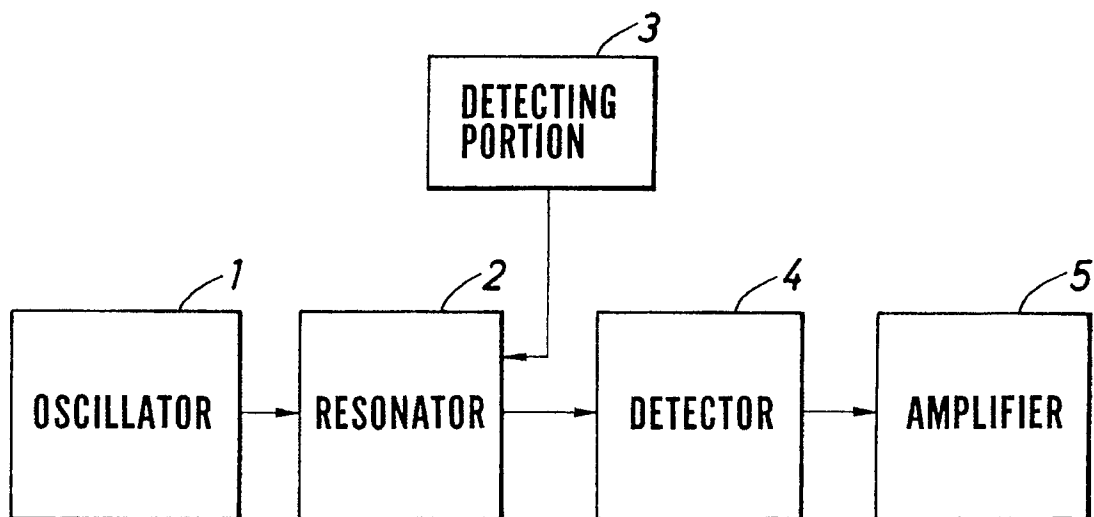 3
DETECTING
PORTION
1
2
4
5
OSCILLATOR
RESONATOR
DETECTOR
AMPLIFIER